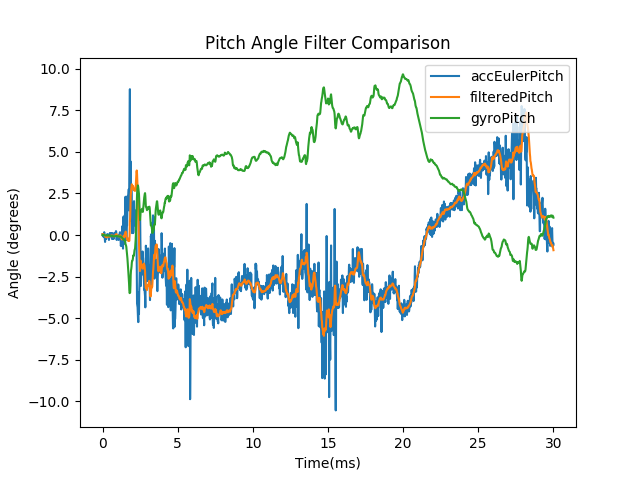 Pitch Angle Filter Comparison
accEulerPitch
filteredPitch
gyroPitch
Angle (degrees)
10.0
7.5
5.0
2.5
0.0
−2.5
−5.0
−7.5
−10.0
0 5 10 15 20 25 30
Time(ms)